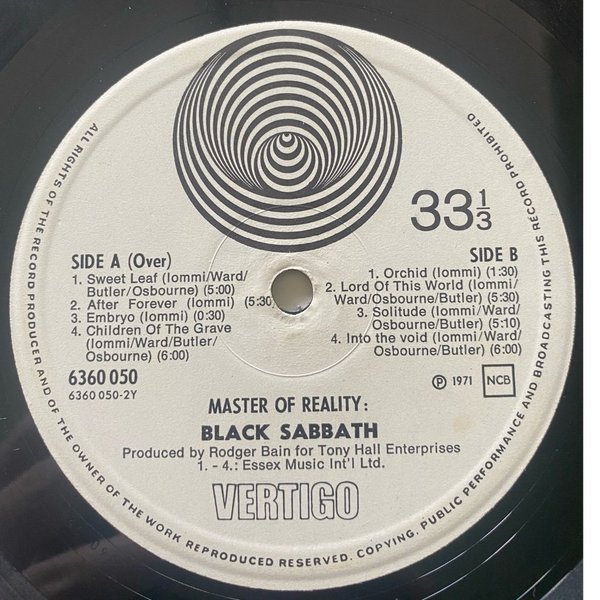 33 1/3
SIDE A (Over)
1. Sweet Leaf (Iommi/Ward/
Butler/Osbourne) (5:00)
2. After Forever (Iommi) (5:30
3. Embryo (Iommi) (0:30)
4. Children Of The Grave
(Iommi/Ward/Butler/
Osbourne) (6:00)
6360 050
6360 050-2Y
SIDE B
1. Orchid (Iommi) (1:30)
2. Lord Of This World (Iommi/
Ward/Osbourne/Butler) (5:30)
3. Solitude (Iommi/Ward/
Osbourne/Butler) (5:10)
4. Into the void (Iommi/Ward/
Osbourne/Butler) (6:00)
℗ 1971
NCB
MASTER OF REALITY:
BLACK SABBATH
Produced by Rodger Bain for Tony Hall Enterprises
1. - 4.: Essex Music Int'l Ltd.
VERTIGO
ALL RIGHTS OF THE RECORD PRODUCER AND OF THE OWNER OF THE WORK REPRODUCED RESERVED. COPYING, PUBLIC PERFORMANCE AND BROADCASTING THIS RECORD PROHIBITED